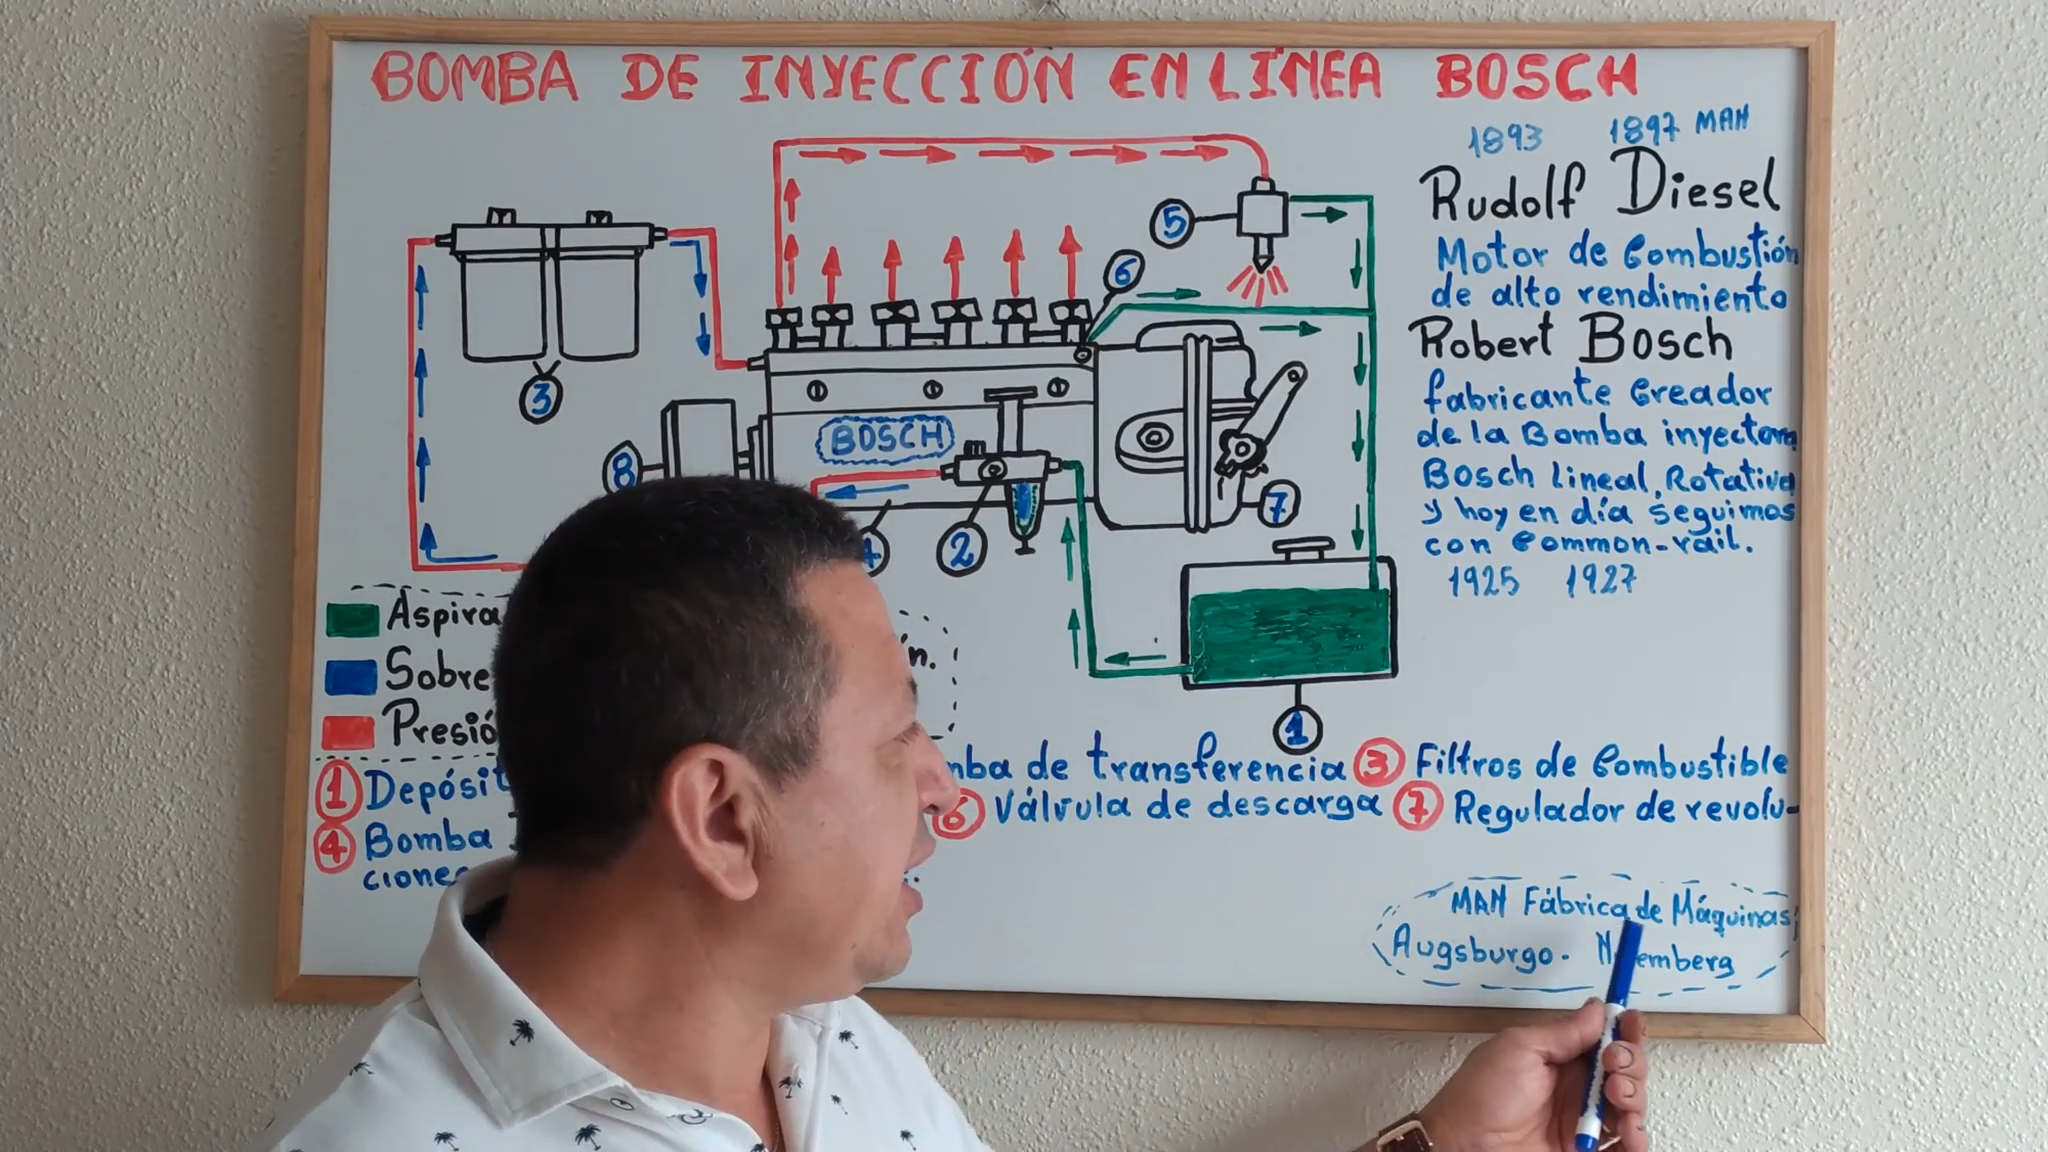 BOMBA DE INYECCIÓN EN LÍNEA BOSCH
1893 1897 MAN
Rudolf Diesel
Motor de Combustión
de alto rendimiento
Robert Bosch
fabricante Creador
de la Bomba inyectora
Bosch lineal, Rotativa
y hoy en día seguimos
con Common-rail.
1925 1927
5
6
3
BOSCH
8
4
2
7
1
Aspira
Sobre
Presió
n.
1 Depósit mba de transferencia 3 Filtros de Combustible
4 Bomba 6 Válvula de descarga 7 Regulador de revolu-
ciones
MAN Fábrica de Máquinas,
Augsburgo. N emberg